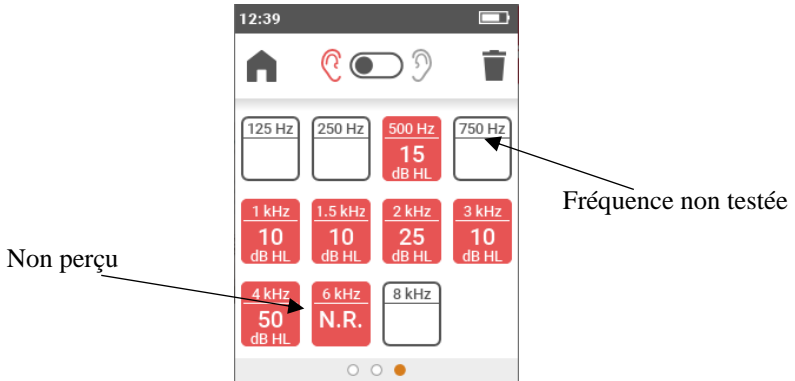 12:39
125 Hz 250 Hz 500 Hz 750 Hz
15
dB HL
Fréquence non testée
1 kHz 1.5 kHz 2 kHz 3 kHz
10 10 25 10
dB HL dB HL dB HL dB HL
Non perçu
4 kHz 6 kHz 8 kHz
50 N.R.
dB HL